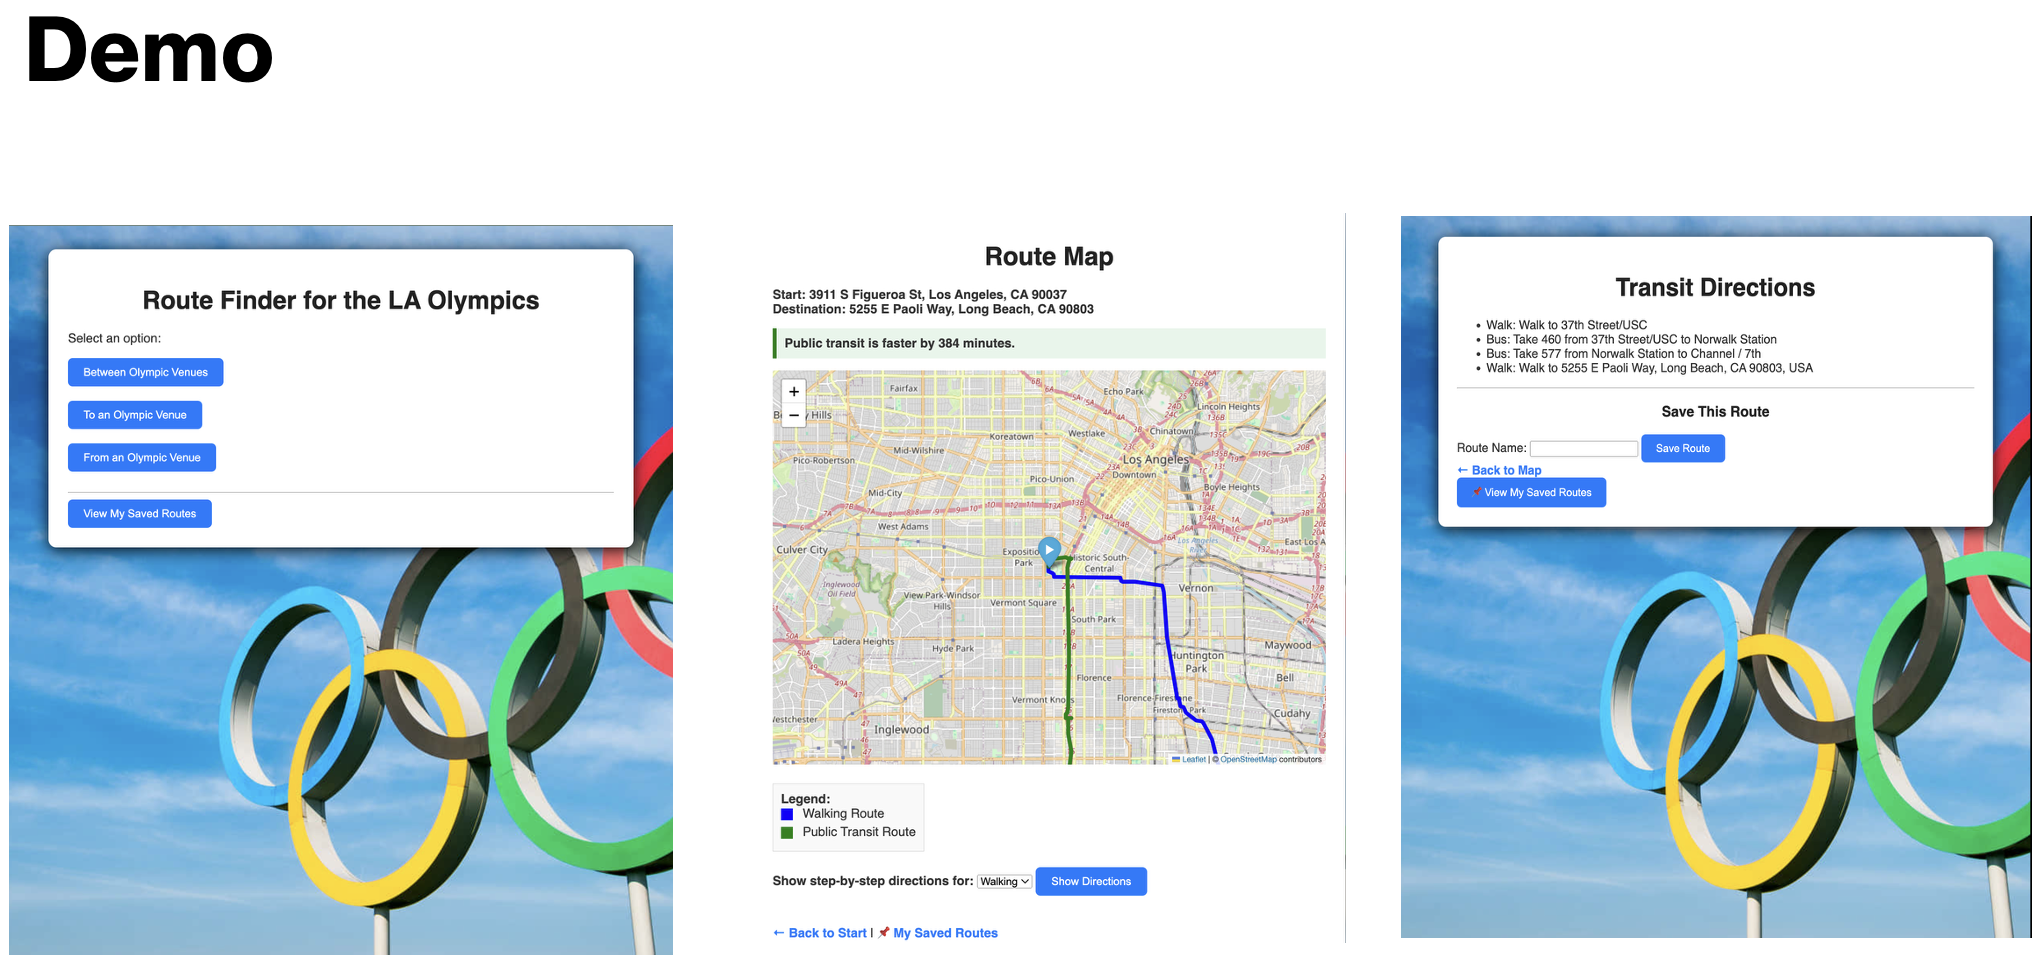 Demo
Route Finder for the LA Olympics
Select an option:
Between Olympic Venues
To an Olympic Venue
From an Olympic Venue
View My Saved Routes
Route Map
Start: 3911 S Figueroa St, Los Angeles, CA 90037
Destination: 5255 E Paoli Way, Long Beach, CA 90803
Public transit is faster by 384 minutes.
+
−
Fairfax
Echo Park
Lincoln Heights
Koreatown
Westlake
Chinatown
Mid-Wilshire
Pico-Robertson
Los Angeles
Downtown
Pico-Union
Boyle Heights
Mid-City
West Adams
Culver City
East Los A
Los Angeles
Historic South-
Central
Park
Inglewood
Oil Field
View Park-Windsor
Hills
Vermont Square
Vernon
South Park
Ladera Heights
Hyde Park
Huntington
Park
Maywood
Florence
Bell
Cudahy
Inglewood
Leaflet | © OpenStreetMap contributors
Legend:
Walking Route
Public Transit Route
Show step-by-step directions for: Walking Show Directions
← Back to Start | 📌 My Saved Routes
Transit Directions
• Walk: Walk to 37th Street/USC
• Bus: Take 460 from 37th Street/USC to Norwalk Station
• Bus: Take 577 from Norwalk Station to Channel / 7th
• Walk: Walk to 5255 E Paoli Way, Long Beach, CA 90803, USA
Save This Route
Route Name: Save Route
← Back to Map
📌 View My Saved Routes